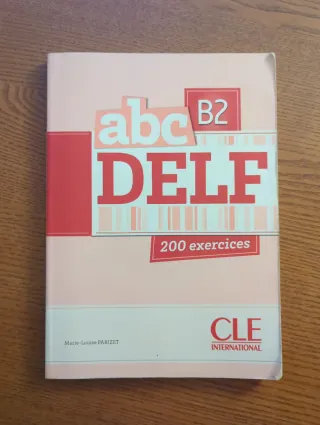 abc
B2
DELF
200 exercices
Marie-Louise PARIZET
CLE
INTERNATIONAL